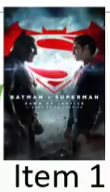 BATMAN v SUPERMAN
DAWN OF JUSTICE
Item 1